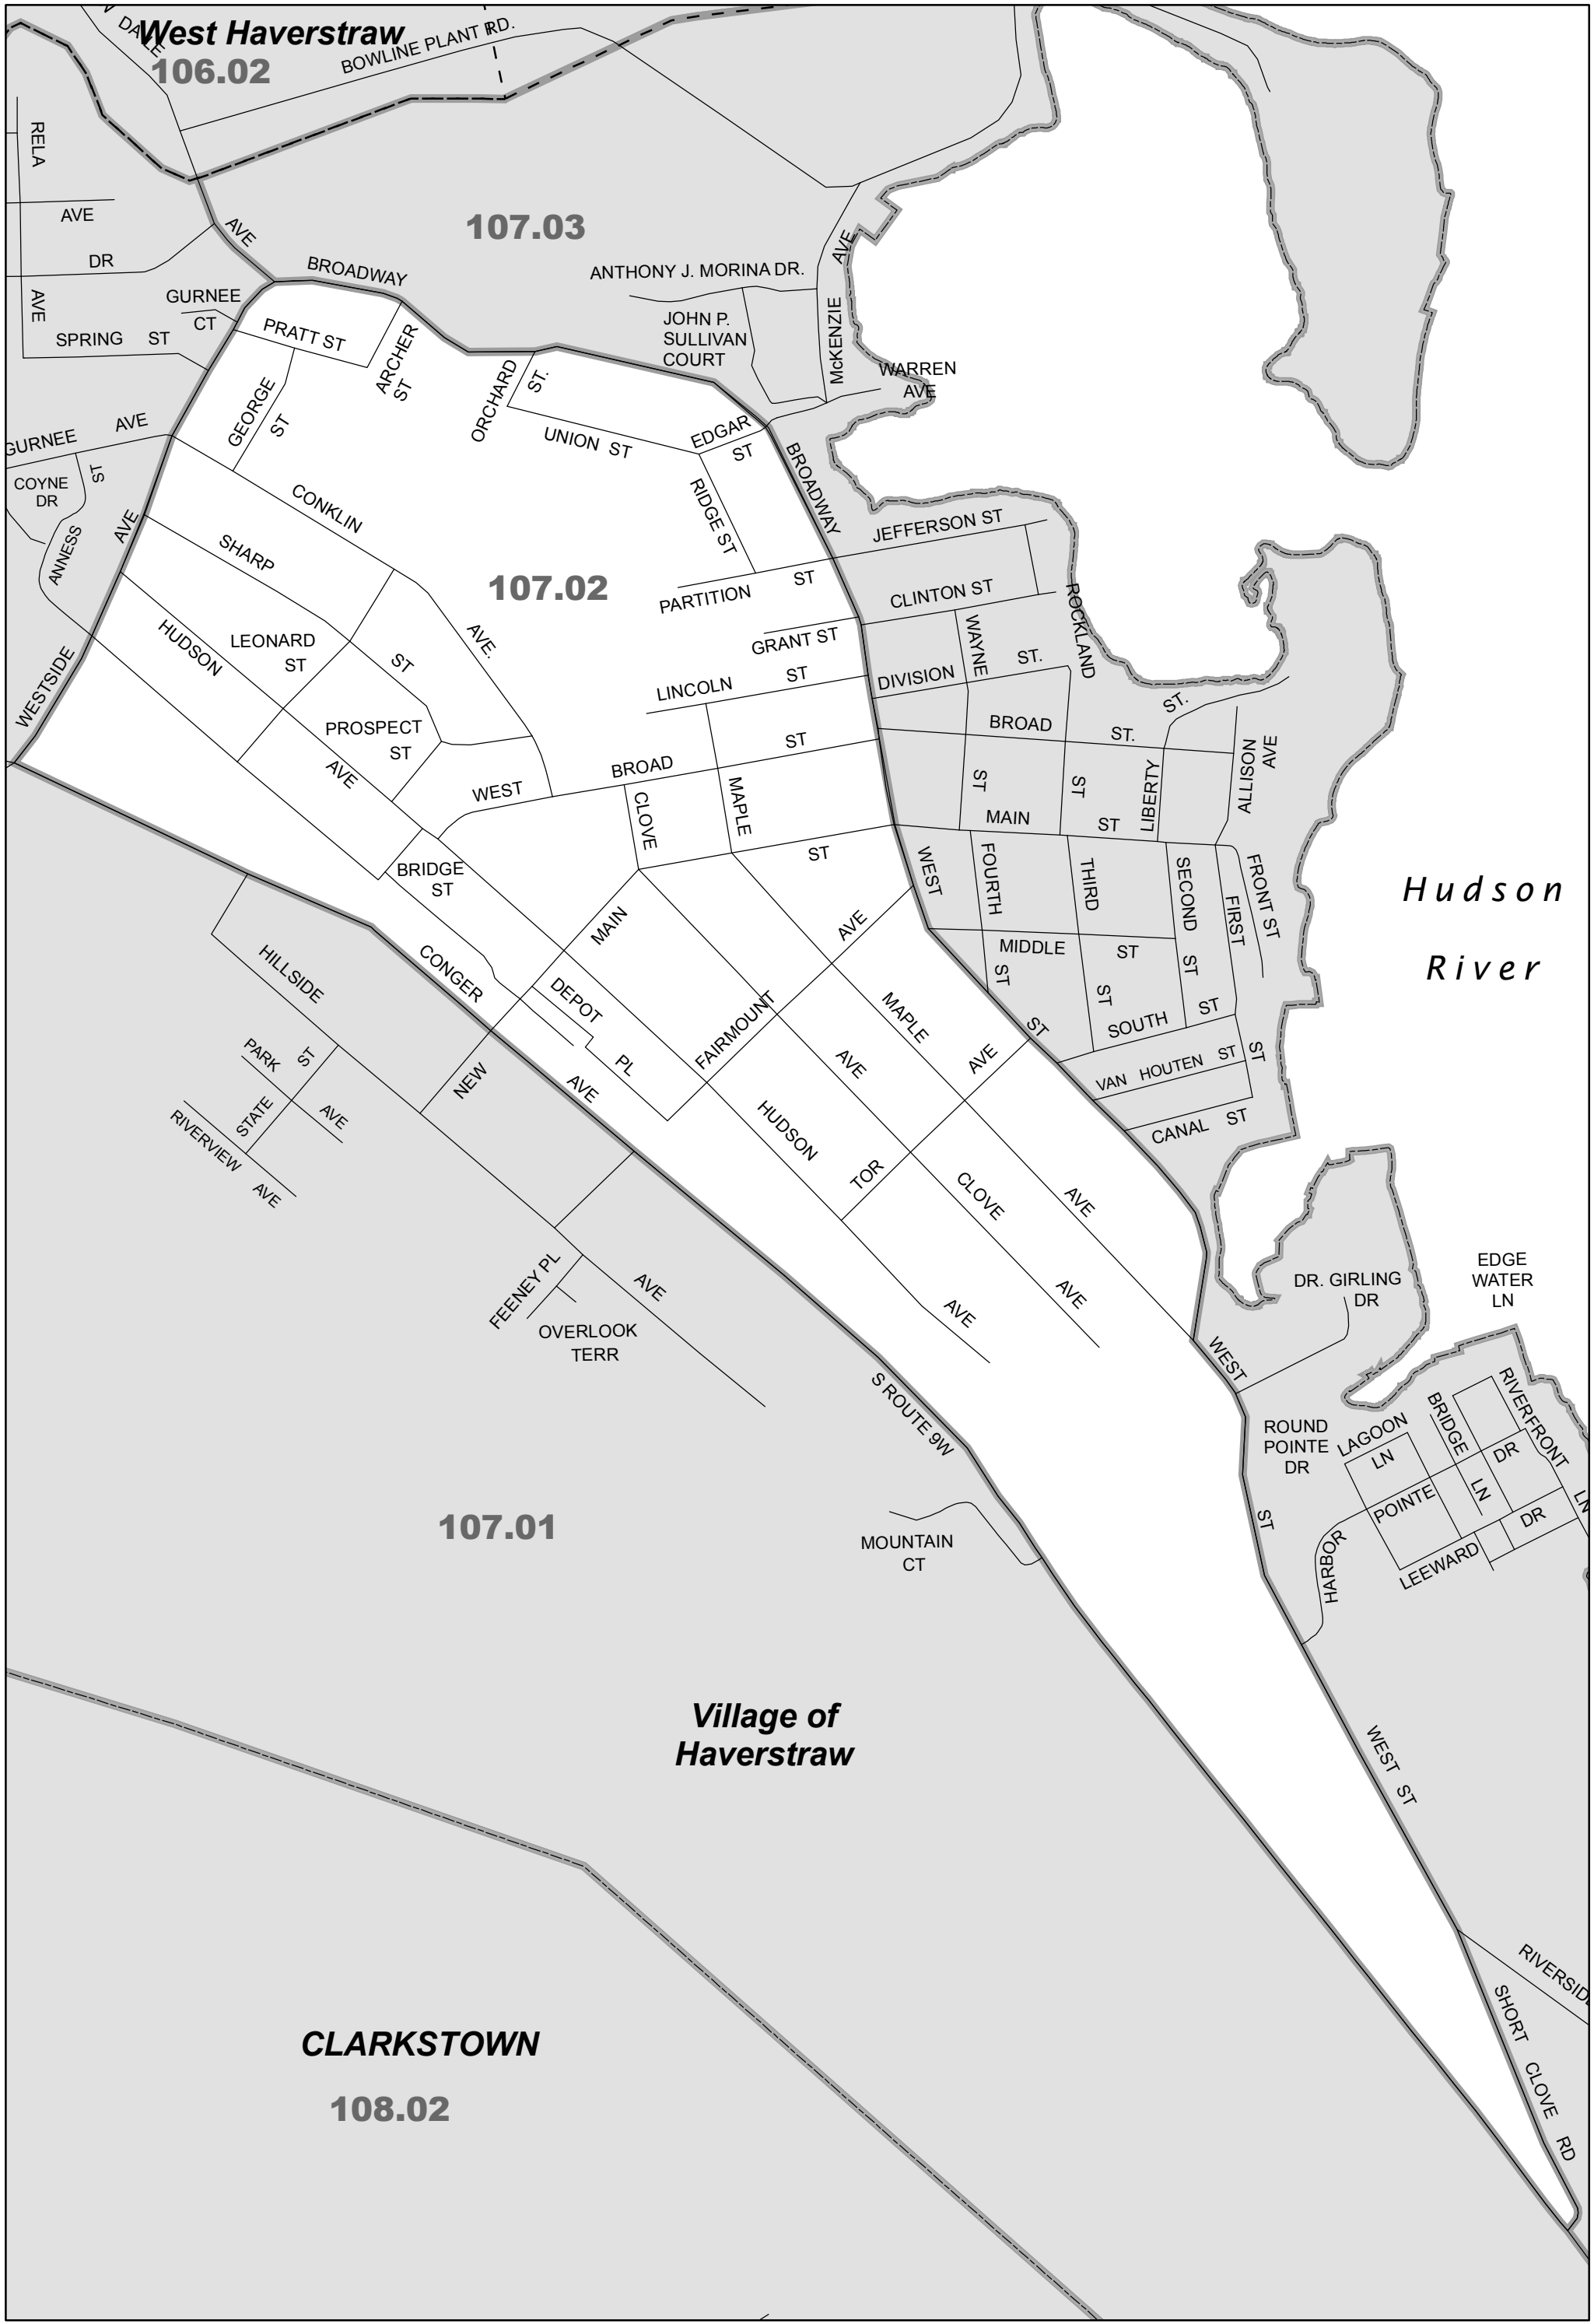 West Haverstraw
106.02
DALE
AVE
BOWLINE PLANT RD.
RELA
AVE
AVE
DR
107.03
BROADWAY
ANTHONY J. MORINA DR.
AVE
McKENZIE
JOHN P.
SULLIVAN
COURT
GURNEE
CT
SPRING ST
PRATT ST
ARCHER
ST
ORCHARD
ST.
WARREN
AVE
GEORGE
ST
UNION ST
EDGAR
ST
BROADWAY
GURNEE AVE
COYNE
DR
ST
ANNESS
AVE
WESTSIDE
CONKLIN
AVE.
RIDGE ST
JEFFERSON ST
SHARP
ST
107.02
PARTITION ST
CLINTON ST
ROCKLAND
ST
HUDSON
AVE
LEONARD
ST
GRANT ST
WAYNE
ST
LINCOLN ST
DIVISION ST.
PROSPECT
ST
BROAD ST.
ST.
LIBERTY
ALLISON
AVE
WEST BROAD ST
CLOVE
MAPLE
MAIN ST
ST
BRIDGE
ST
WEST
ST
FOURTH
ST
THIRD
ST
SECOND
ST
FIRST
ST
FRONT ST
Hudson
River
MAIN
NEW
AVE
FAIRMOUNT
MIDDLE ST
HILLSIDE
AVE
CONGER
AVE
DEPOT
PL
MAPLE
AVE
SOUTH ST
PARK
AVE
ST
STATE
RIVERVIEW
AVE
AVE
TOR
VAN HOUTEN ST
CANAL ST
HUDSON
AVE
AVE
CLOVE
AVE
FEENEY PL
OVERLOOK
TERR
DR. GIRLING
DR
EDGE
WATER
LN
S ROUTE 9W
WEST
ST
ROUND
POINTE
DR
LAGOON
LN
BRIDGE
LN
RIVERFRONT
LN
DR
POINTE
DR
LEEWARD
HARBOR
107.01
MOUNTAIN
CT
Village of
Haverstraw
WEST ST
RIVERSID
SHORT CLOVE RD
CLARKSTOWN
108.02